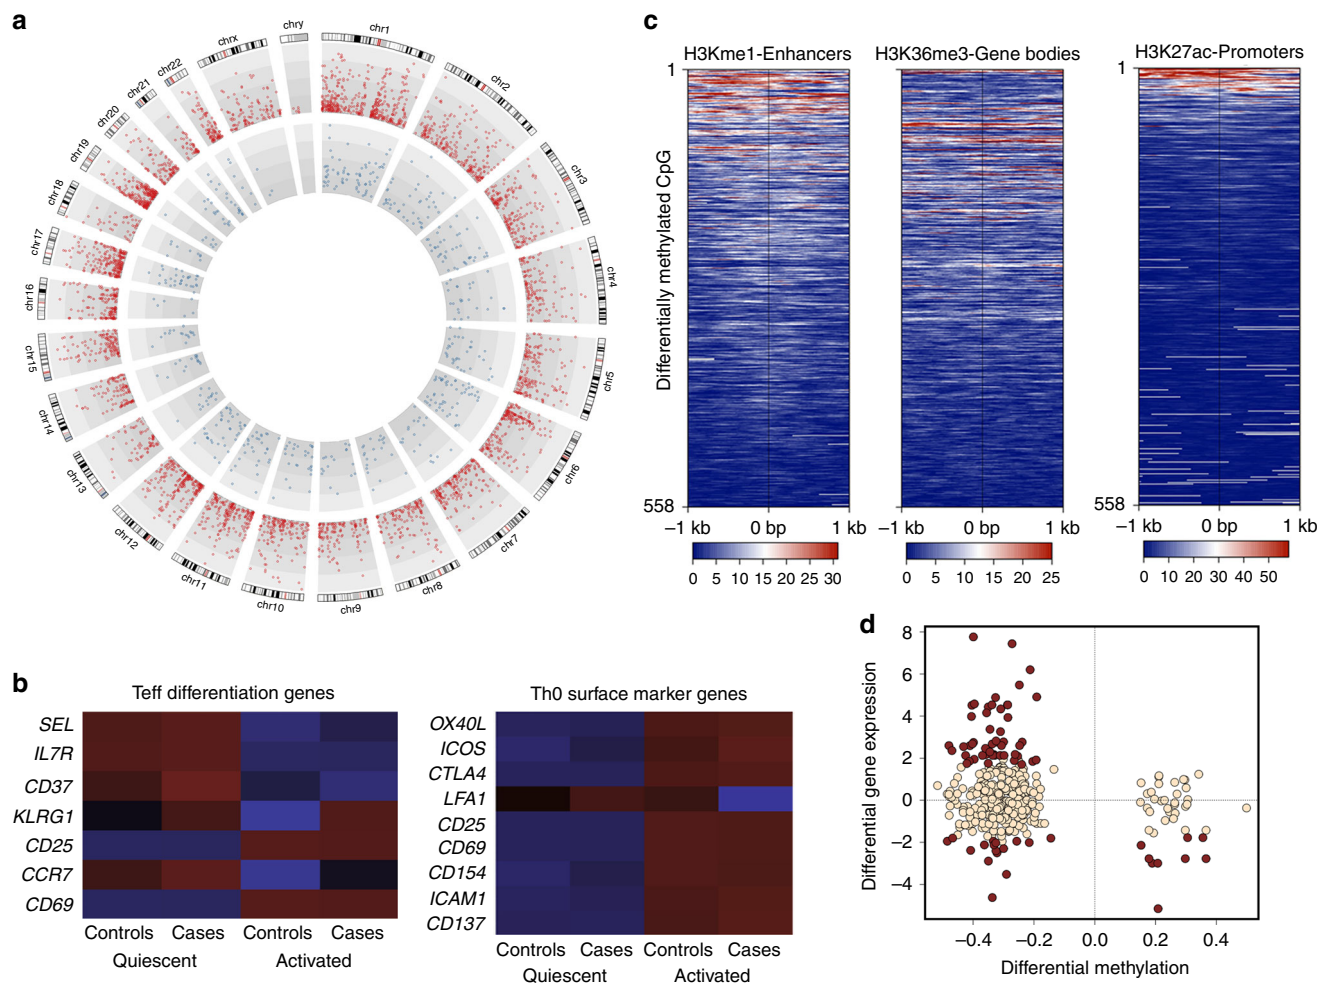 a
chr1
chr2
chr3
chr4
chr5
chr6
chr7
chr8
chr9
chr10
chr11
chr12
chr13
chr14
chr15
chr16
chr17
chr18
chr19
chr20
chr21
chr22
chrx
chry
b
Teff differentiation genes
SEL
IL7R
CD37
KLRG1
CD25
CCR7
CD69
Controls Cases Controls Cases
Quiescent Activated
Th0 surface marker genes
OX40L
ICOS
CTLA4
LFA1
CD25
CD69
CD154
ICAM1
CD137
Controls Cases Controls Cases
Quiescent Activated
c
H3Kme1-Enhancers H3K36me3-Gene bodies H3K27ac-Promoters
Differentially methylated CpG
1
558
1
−1 kb 0 bp 1 kb
−1 kb 0 bp 1 kb
−1 kb 0 bp 1 kb
0 5 10 15 20 25 30
0 5 10 15 20 25
0 10 20 30 40 50
d
Differential gene expression
8
6
4
2
0
−2
−4
−0.4 −0.2 0.0 0.2 0.4
Differential methylation